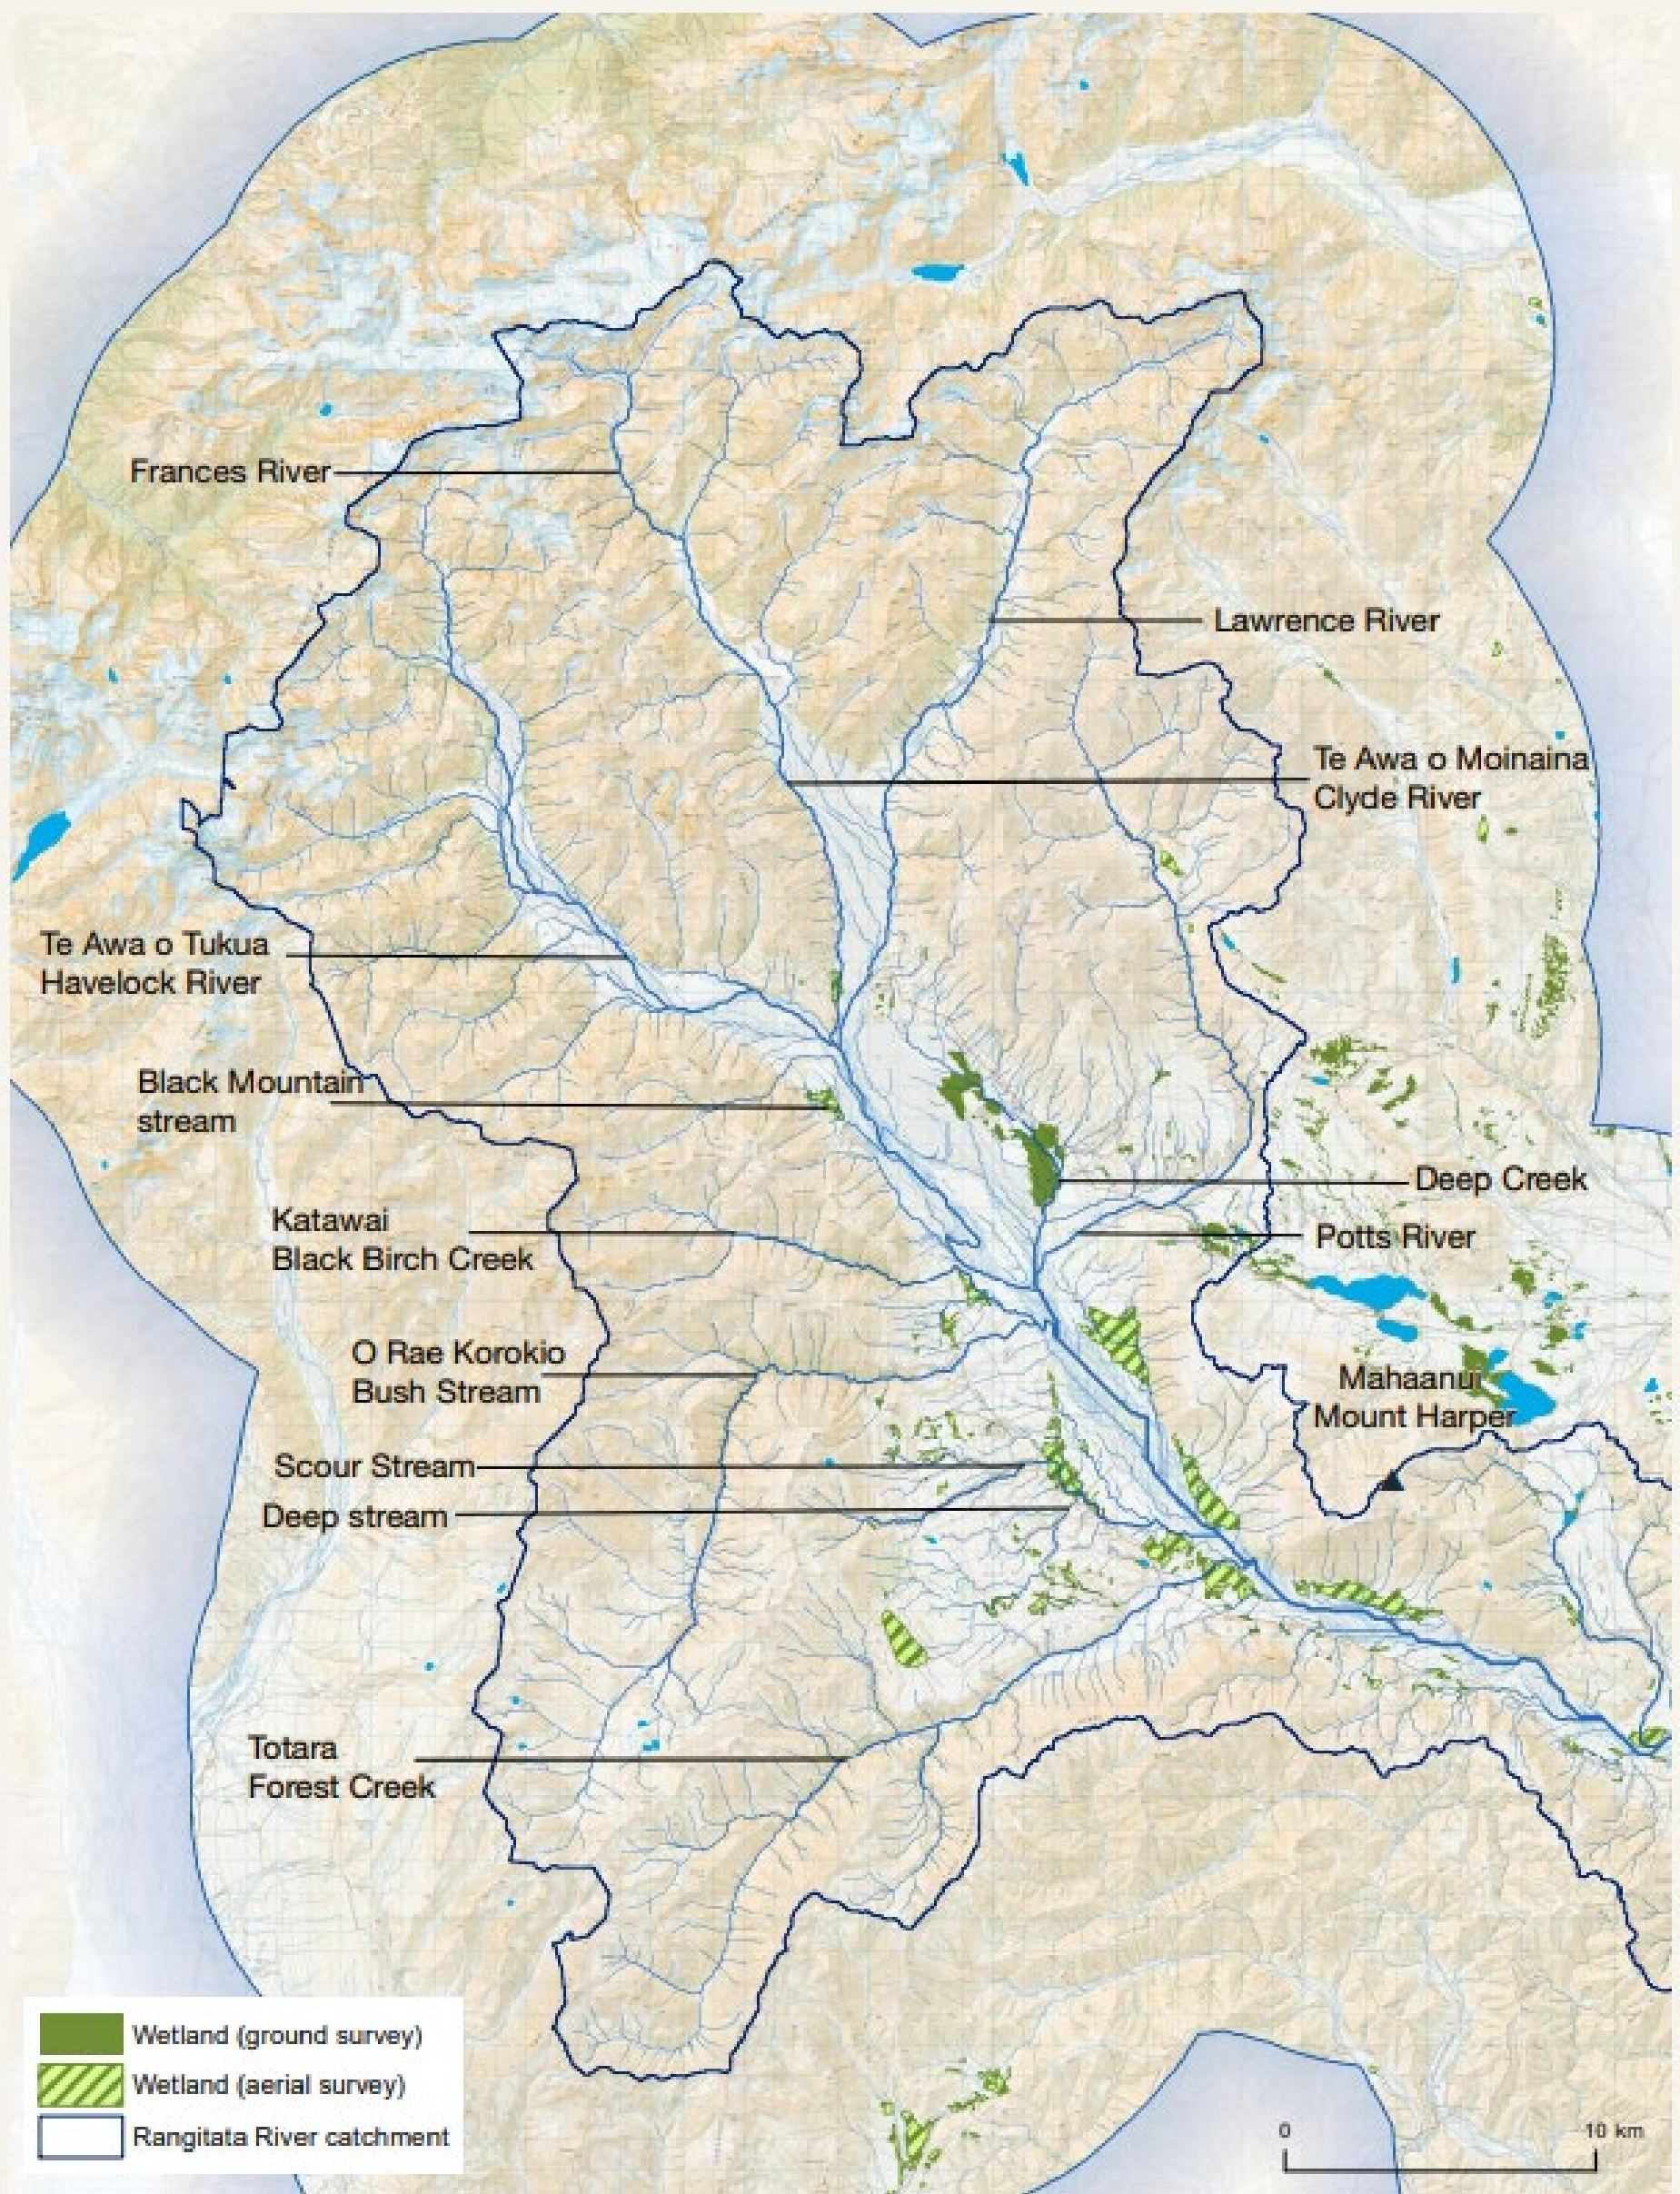 Frances River
Lawrence River
Te Awa o Moinaina
Clyde River
Te Awa o Tukua
Havelock River
Black Mountain
stream
Deep Creek
Katawai
Black Birch Creek
Potts River
O Rae Korokio
Bush Stream
Mahaanui
Mount Harper
Scour Stream
Deep stream
Totara
Forest Creek
Wetland (ground survey)
Wetland (aerial survey)
Rangitata River catchment
0 10 km